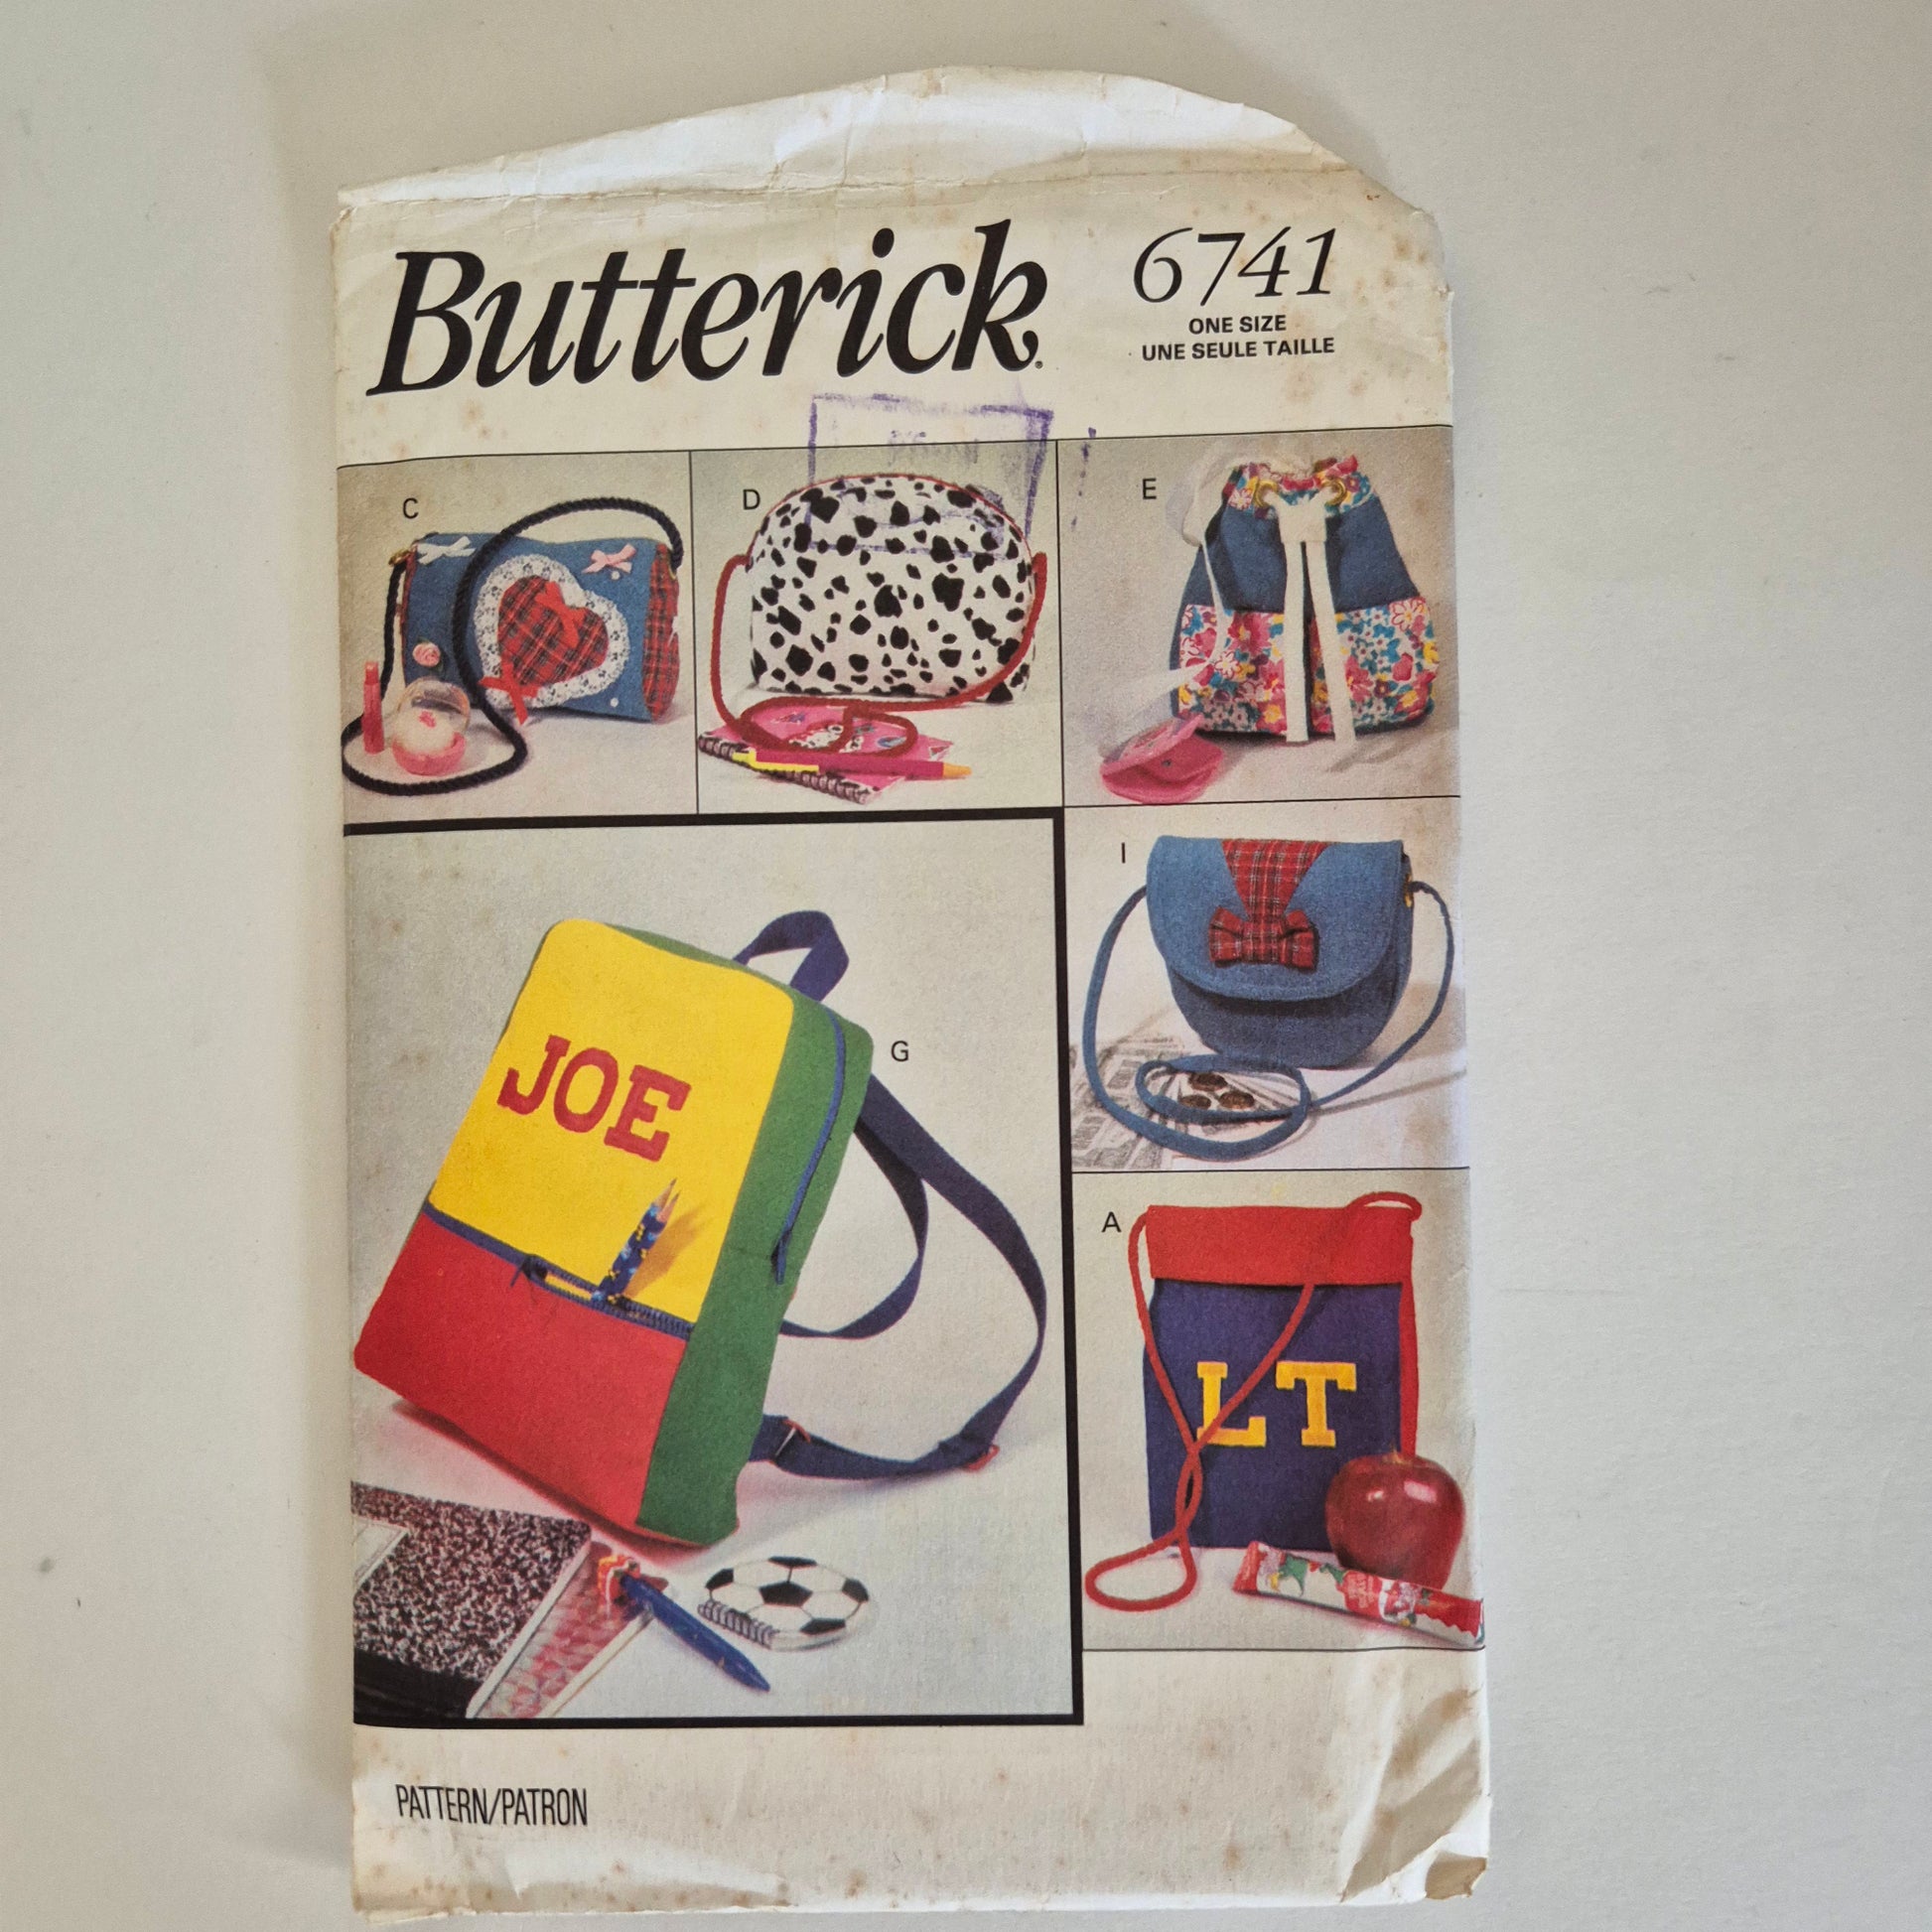 Butterick
6741
ONE SIZE
UNE SEULE TAILLE
C
D
E
I
G
JOE
A
LT
PATTERN/PATRON